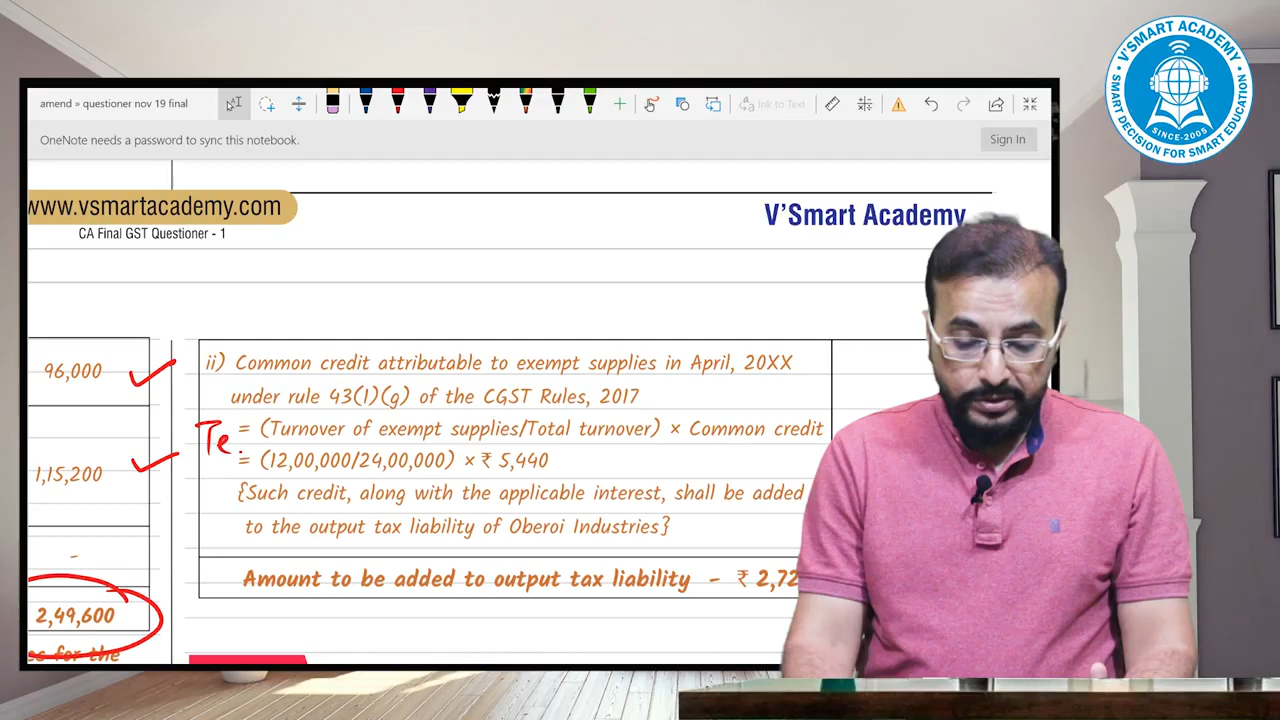 amend » questioner nov 19 final
Ink to Text
OneNote needs a password to sync this notebook.
Sign In
www.vsmartacademy.com
CA Final GST Questioner - 1
V'Smart Academy
96,000
1,15,200
-
2,49,600
es for the
ii) Common credit attributable to exempt supplies in April, 20XX
under rule 43(1)(g) of the CGST Rules, 2017
Te.
= (Turnover of exempt supplies/Total turnover) × Common credit
= (12,00,000/24,00,000) × ₹ 5,440
{Such credit, along with the applicable interest, shall be added
to the output tax liability of Oberoi Industries}
Amount to be added to output tax liability - ₹ 2,72
V'SMART ACADEMY
SINCE-2005
SMART DECISION FOR SMART EDUCATION